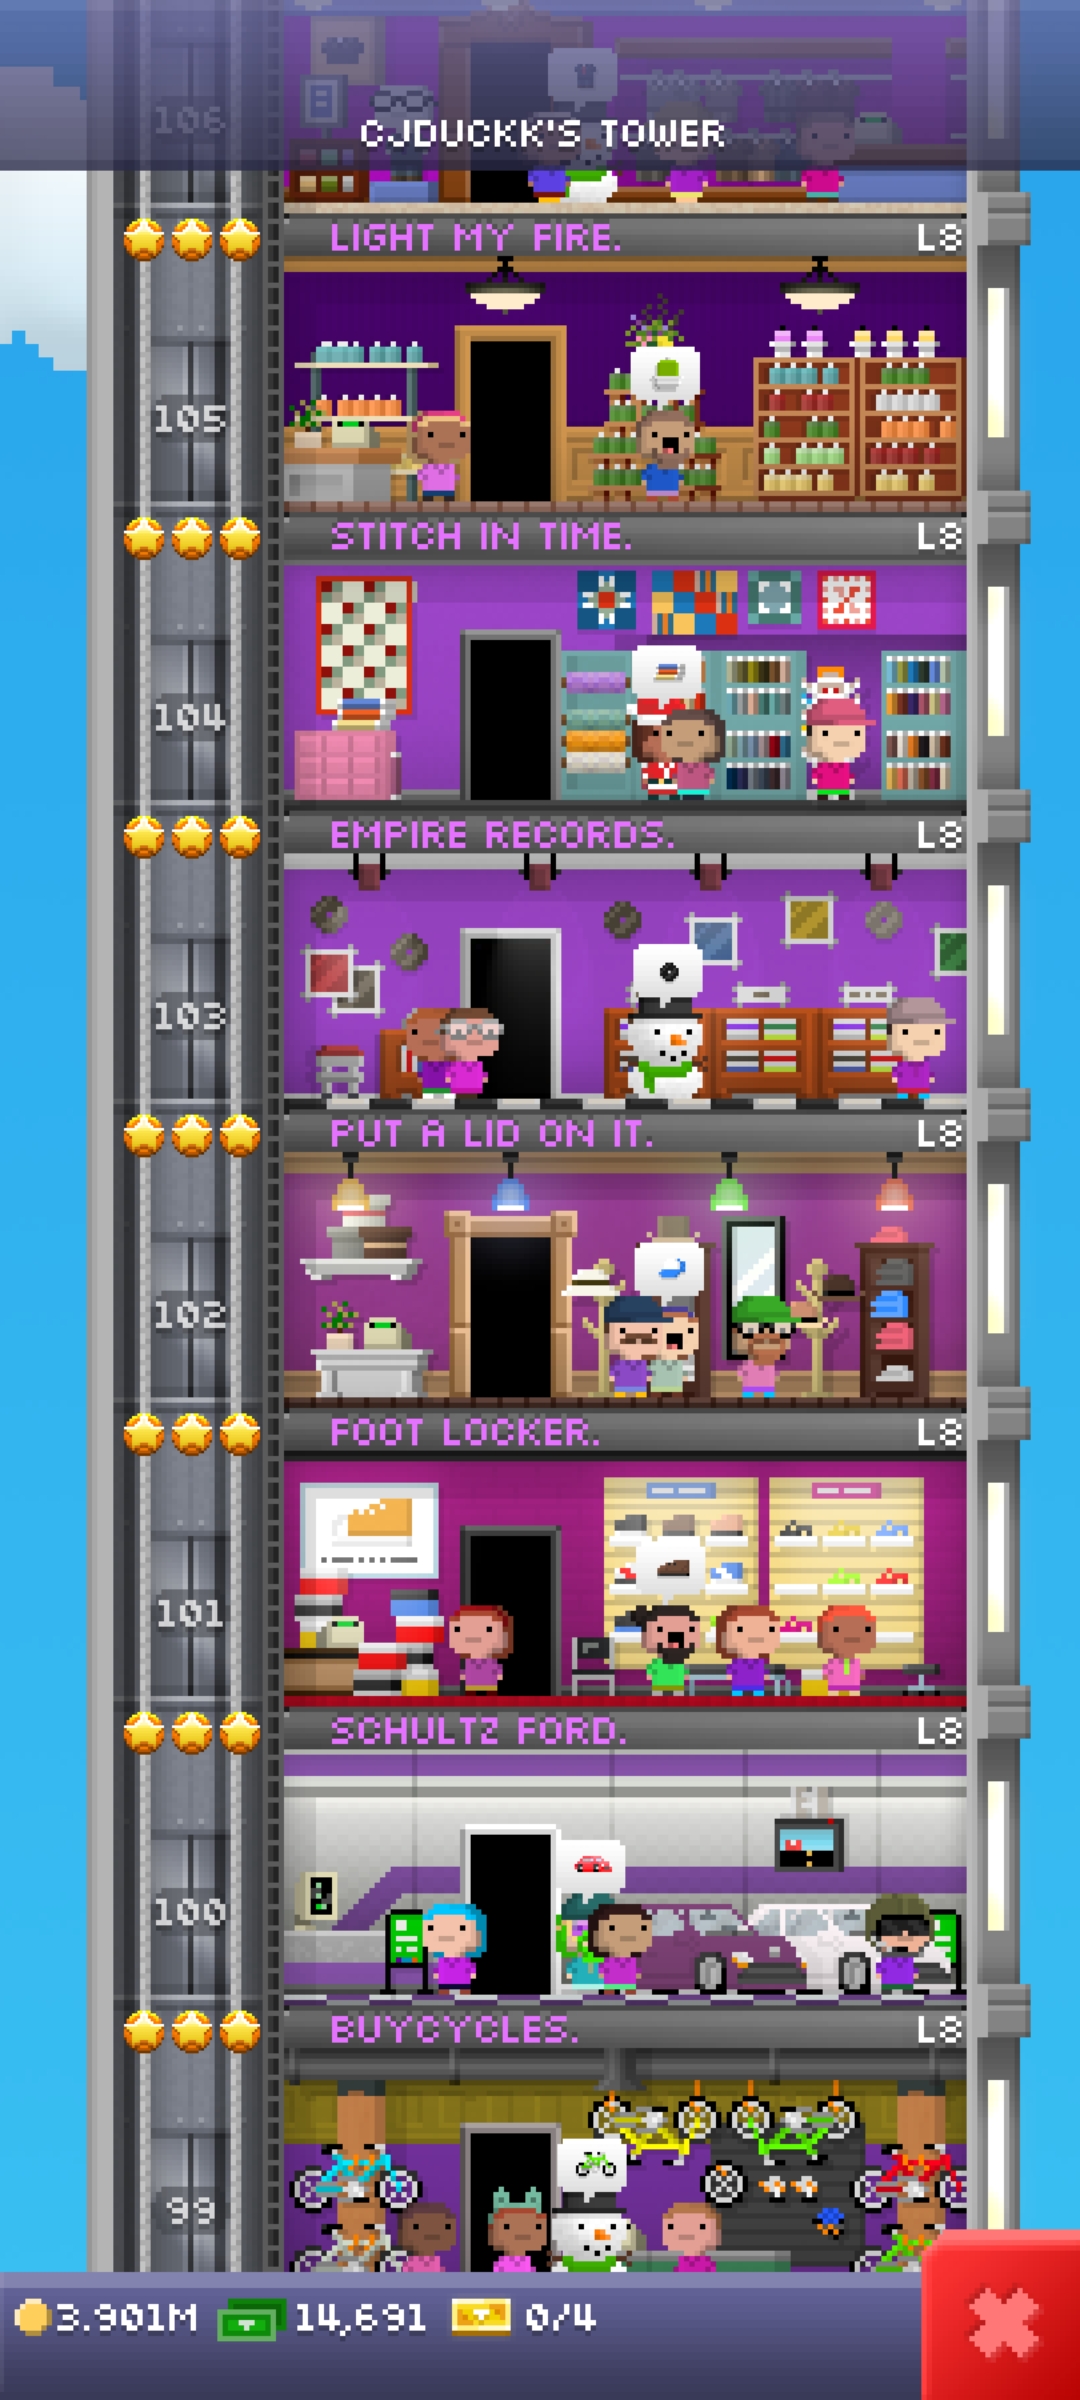 106
CJDUCKK'S TOWER
LIGHT MY FIRE. L8
105
STITCH IN TIME. L8
104
EMPIRE RECORDS. L8
103
PUT A LID ON IT. L8
102
FOOT LOCKER. L8
101
SCHULTZ FORD. L8
100
BUYCYCLES. L8
99
3.901M 14,691 0/4